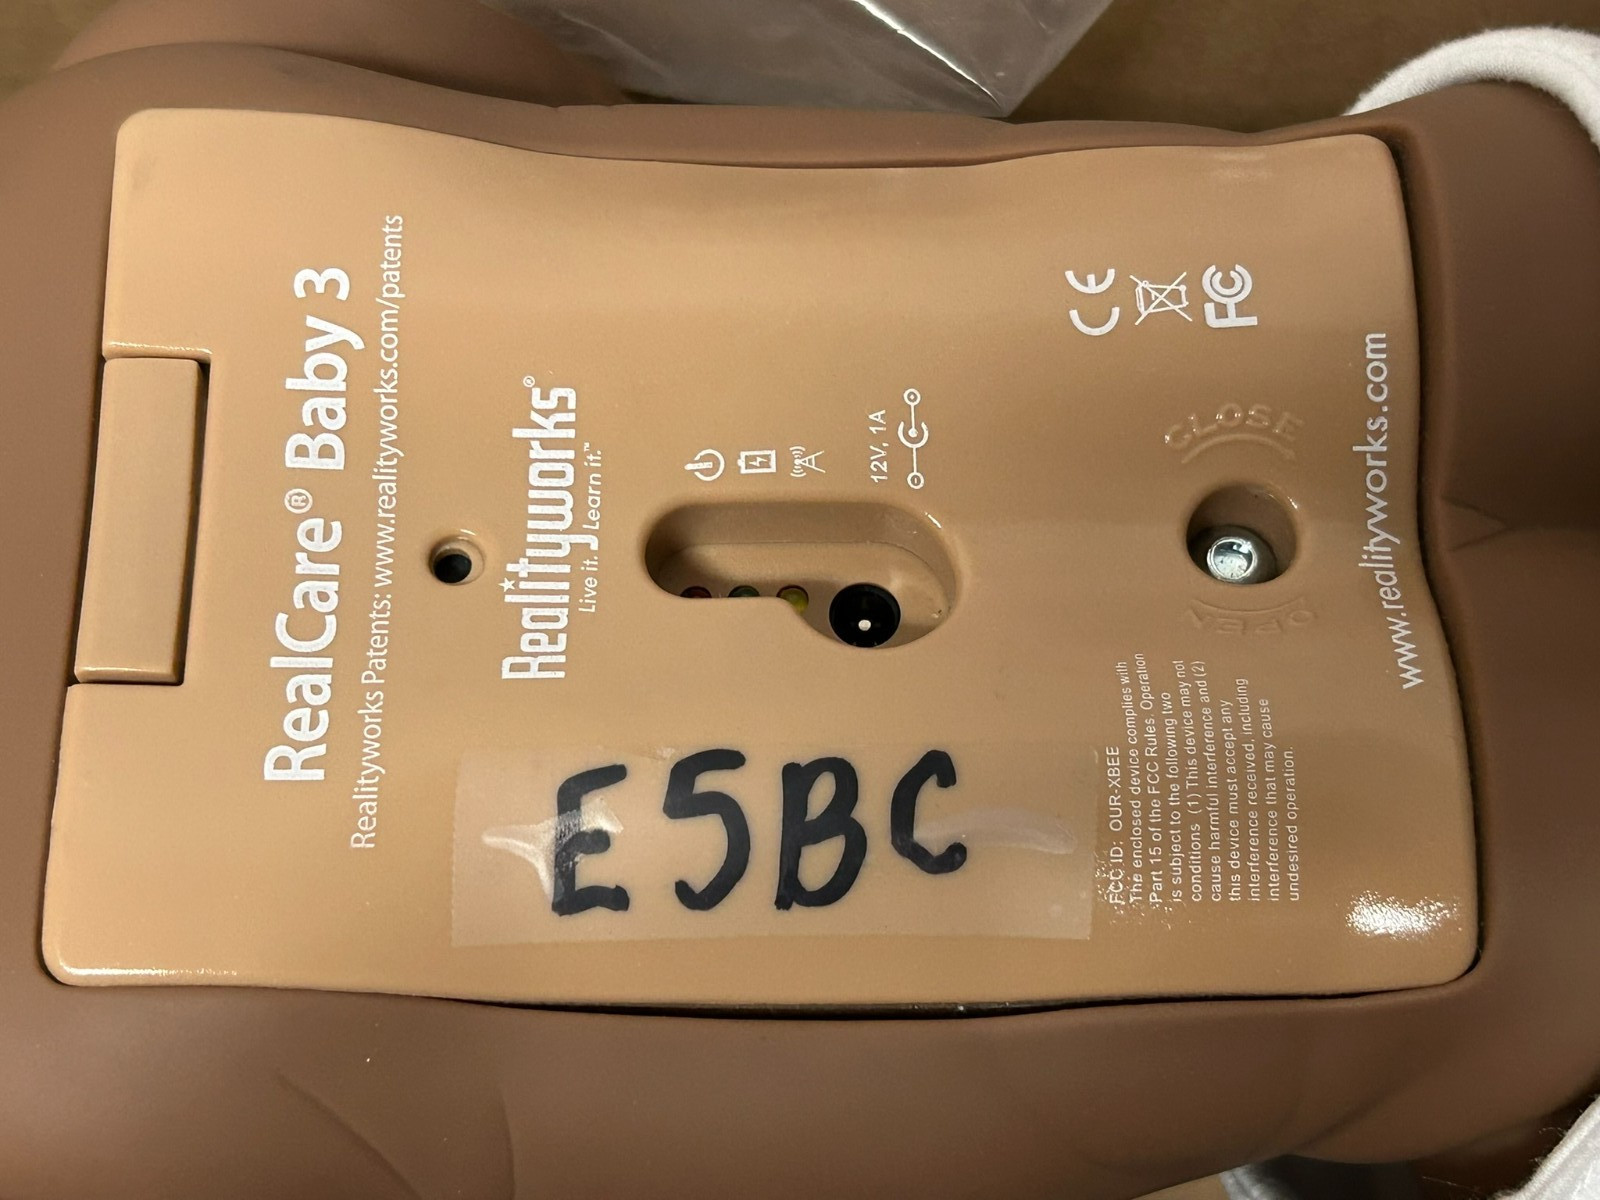 RealCare® Baby 3
Realityworks Patents: www.realityworks.com/patents
Realityworks®
Live it. Learn it.™
12V, 1A
E5BC
CE
FC
CLOSE
OPEN
FCC ID: OUR-XBEE
The enclosed device complies with
Part 15 of the FCC Rules. Operation
is subject to the following two
conditions (1) This device may not
cause harmful interference and (2)
this device must accept any
interference received, including
interference that may cause
undesired operation.
www.realityworks.com